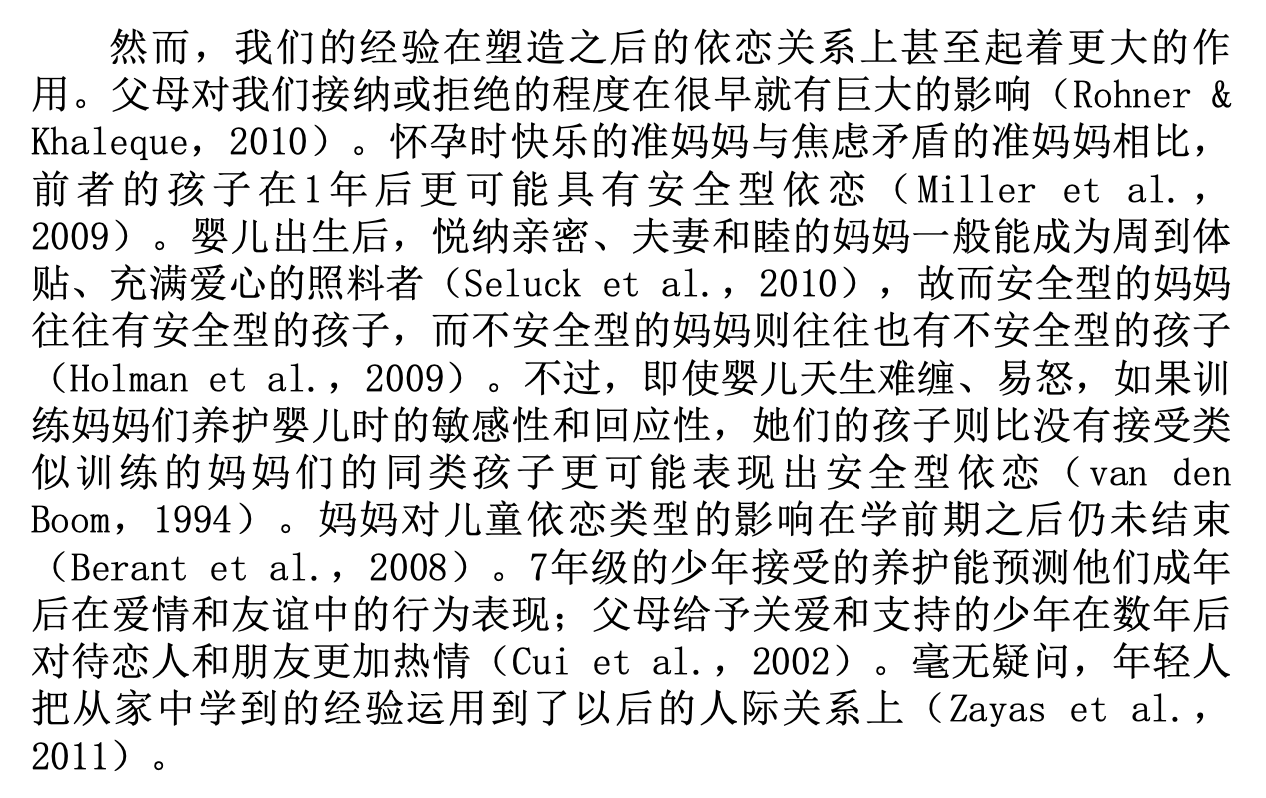 然而，我们的经验在塑造之后的依恋关系上甚至起着更大的作
用。父母对我们接纳或拒绝的程度在很早就有巨大的影响（Rohner &
Khaleque，2010）。怀孕时快乐的准妈妈与焦虑矛盾的准妈妈相比，
前者的孩子在1年后更可能具有安全型依恋（Miller et al.，
2009）。婴儿出生后，悦纳亲密、夫妻和睦的妈妈一般能成为周到体
贴、充满爱心的照料者（Seluck et al.，2010），故而安全型的妈妈
往往有安全型的孩子，而不安全型的妈妈则往往也有不安全型的孩子
（Holman et al.，2009）。不过，即使婴儿天生难缠、易怒，如果训
练妈妈们养护婴儿时的敏感性和回应性，她们的孩子则比没有接受类
似训练的妈妈们的同类孩子更可能表现出安全型依恋（van den
Boom，1994）。妈妈对儿童依恋类型的影响在学前期之后仍未结束
（Berant et al.，2008）。7年级的少年接受的养护能预测他们成年
后在爱情和友谊中的行为表现；父母给予关爱和支持的少年在数年后
对待恋人和朋友更加热情（Cui et al.，2002）。毫无疑问，年轻人
把从家中学到的经验运用到了以后的人际关系上（Zayas et al.，
2011）。